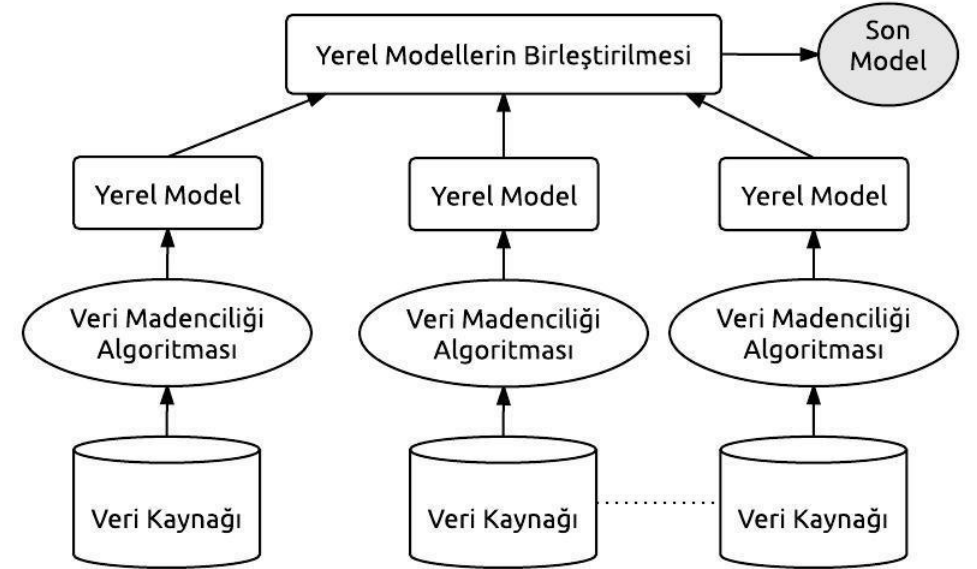 Yerel Modellerin Birleştirilmesi
Son
Model
Yerel Model
Yerel Model
Yerel Model
Veri Madenciliği
Algoritması
Veri Madenciliği
Algoritması
Veri Madenciliği
Algoritması
Veri Kaynağı
Veri Kaynağı
Veri Kaynağı